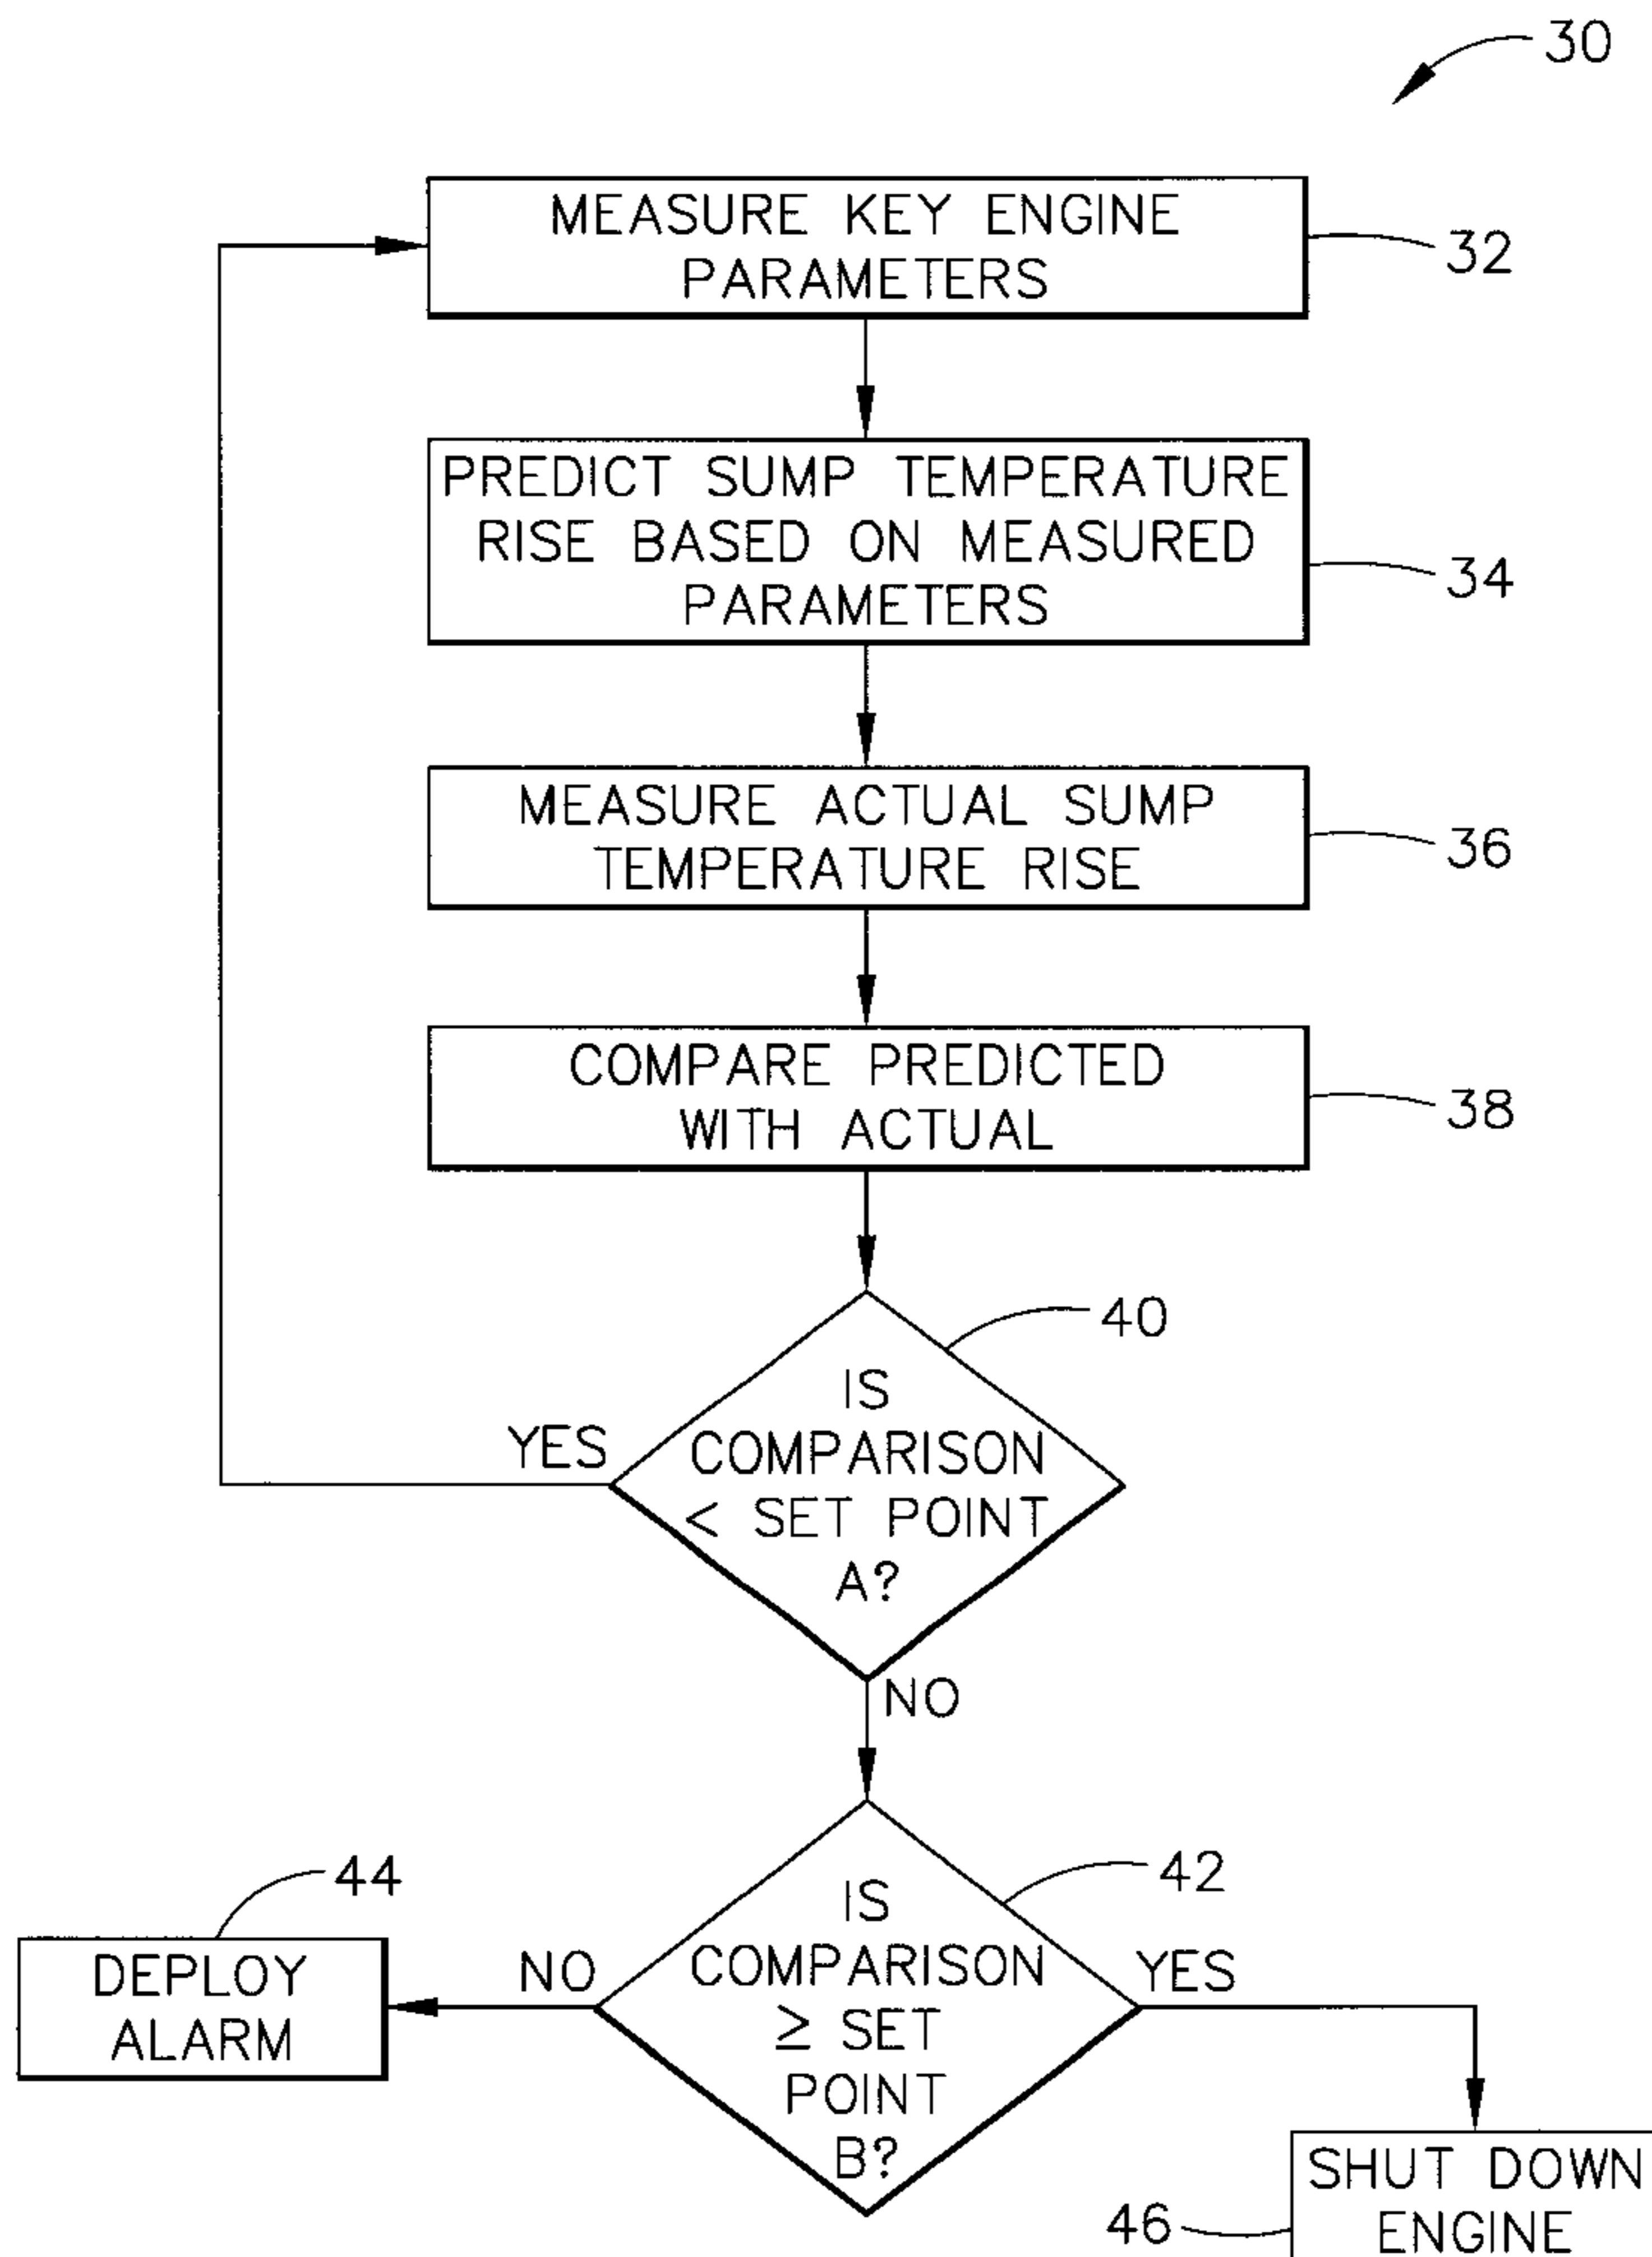 30
MEASURE KEY ENGINE
PARAMETERS
32
PREDICT SUMP TEMPERATURE
RISE BASED ON MEASURED
PARAMETERS
34
MEASURE ACTUAL SUMP
TEMPERATURE RISE
36
COMPARE PREDICTED
WITH ACTUAL
38
40
IS
COMPARISON
< SET POINT
A?
YES
NO
42
IS
COMPARISON
≥ SET
POINT
B?
NO
YES
44
DEPLOY
ALARM
SHUT DOWN
ENGINE
46